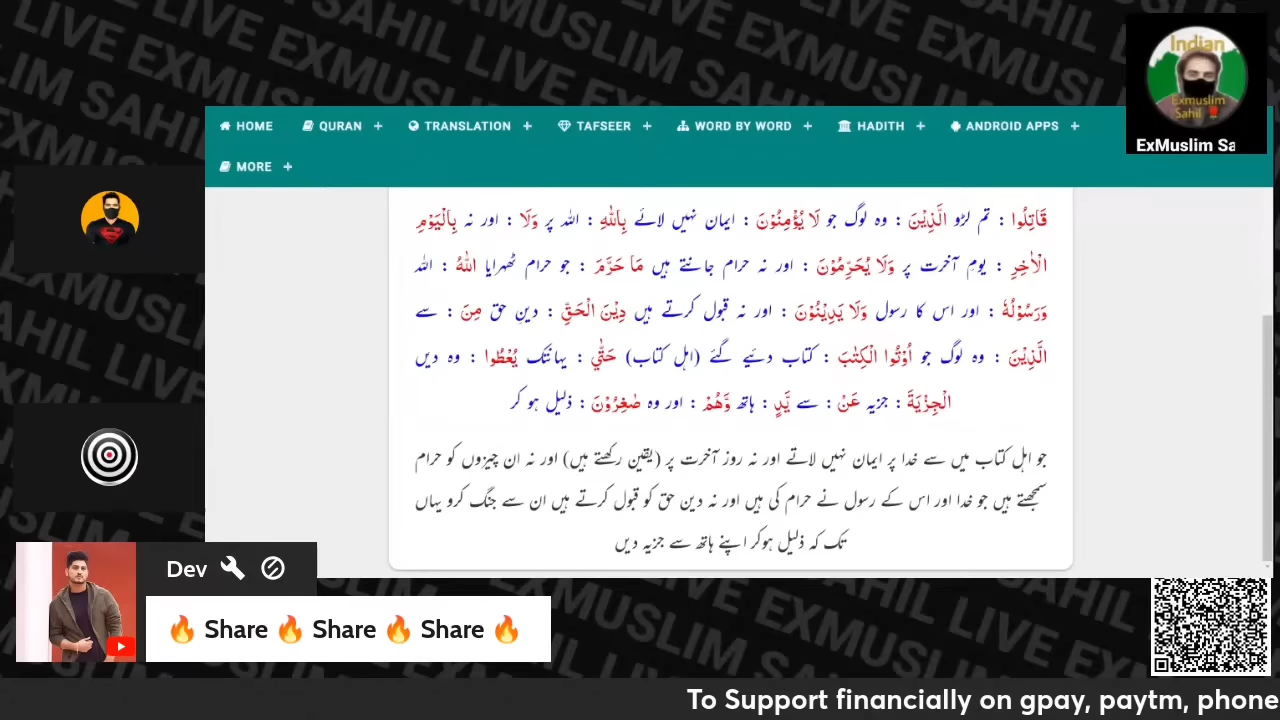 Indian
Exmuslim
Sahil
ExMuslim Sa
HOME
QURAN +
TRANSLATION +
TAFSEER +
WORD BY WORD +
HADITH +
ANDROID APPS +
MORE +
قَاتِلُوا : تم لڑو الَّذِيْنَ : وہ لوگ جو لَا يُؤْمِنُوْنَ : ایمان نہیں لائے بِاللّٰهِ : اللہ پر وَلَا : اور نہ بِالْيَوْمِ
الْاٰخِرِ : یومِ آخرت پر وَلَا يُحَرِّمُوْنَ : اور نہ حرام جانتے ہیں مَا حَرَّمَ : جو حرام ٹھہرایا اللّٰهُ : اللہ
وَرَسُوْلُهٗ : اور اس کا رسول وَلَا يَدِيْنُوْنَ : اور نہ قبول کرتے ہیں دِيْنَ الْحَقِّ : دینِ حق مِنَ : سے
الَّذِيْنَ : وہ لوگ جو اُوْتُوا الْكِتٰبَ : کتاب دئیے گئے (اہل کتاب) حَتّٰي : یہانتک يُعْطُوا : وہ دیں
الْجِزْيَةَ : جزیہ عَنْ : سے يَّدٍ : ہاتھ وَّهُمْ : اور وہ صٰغِرُوْنَ : ذلیل ہو کر
جو اہل کتاب میں سے خدا پر ایمان نہیں لاتے اور نہ روز آخرت پر (یقین رکھتے ہیں) اور نہ ان چیزوں کو حرام
سمجھتے ہیں جو خدا اور اس کے رسول نے حرام کی ہیں اور نہ دین حق کو قبول کرتے ہیں ان سے جنگ کرو یہاں
تک کہ ذلیل ہوکر اپنے ہاتھ سے جزیہ دیں
Dev
Share Share Share
To Support financially on gpay, paytm, phone